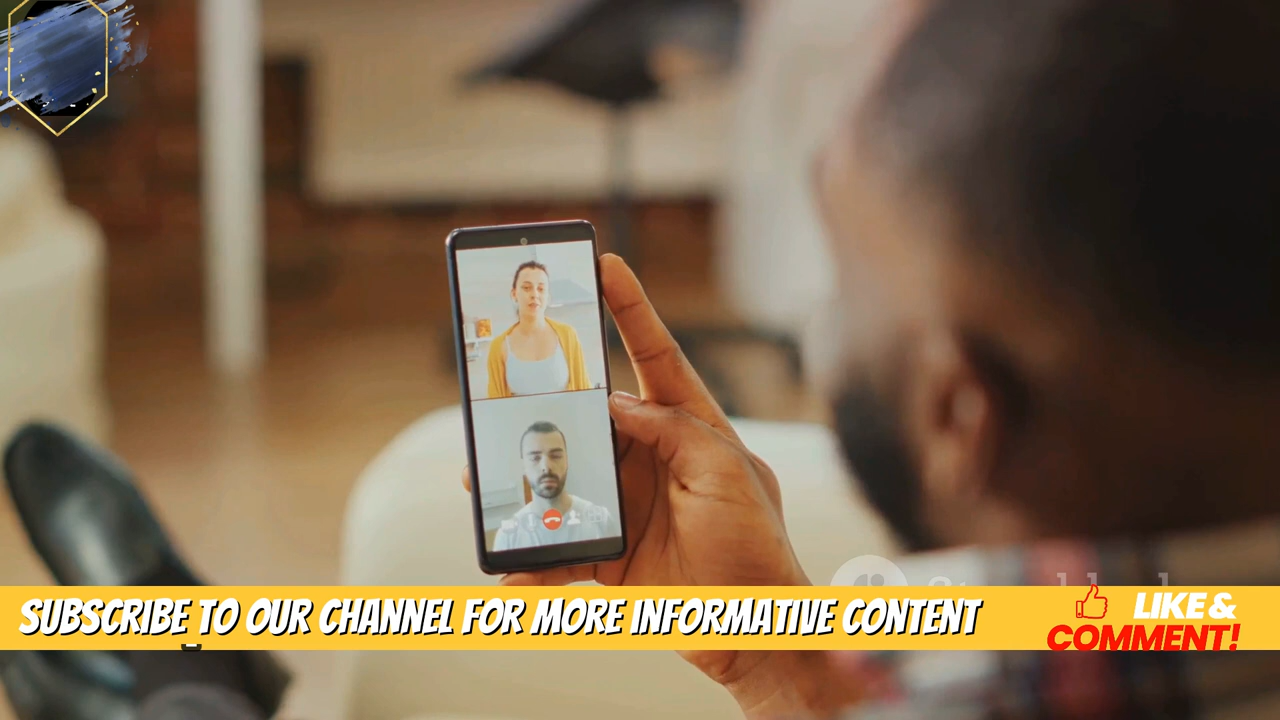 SUBSCRIBE TO OUR CHANNEL FOR MORE INFORMATIVE CONTENT
LIKE &
COMMENT!